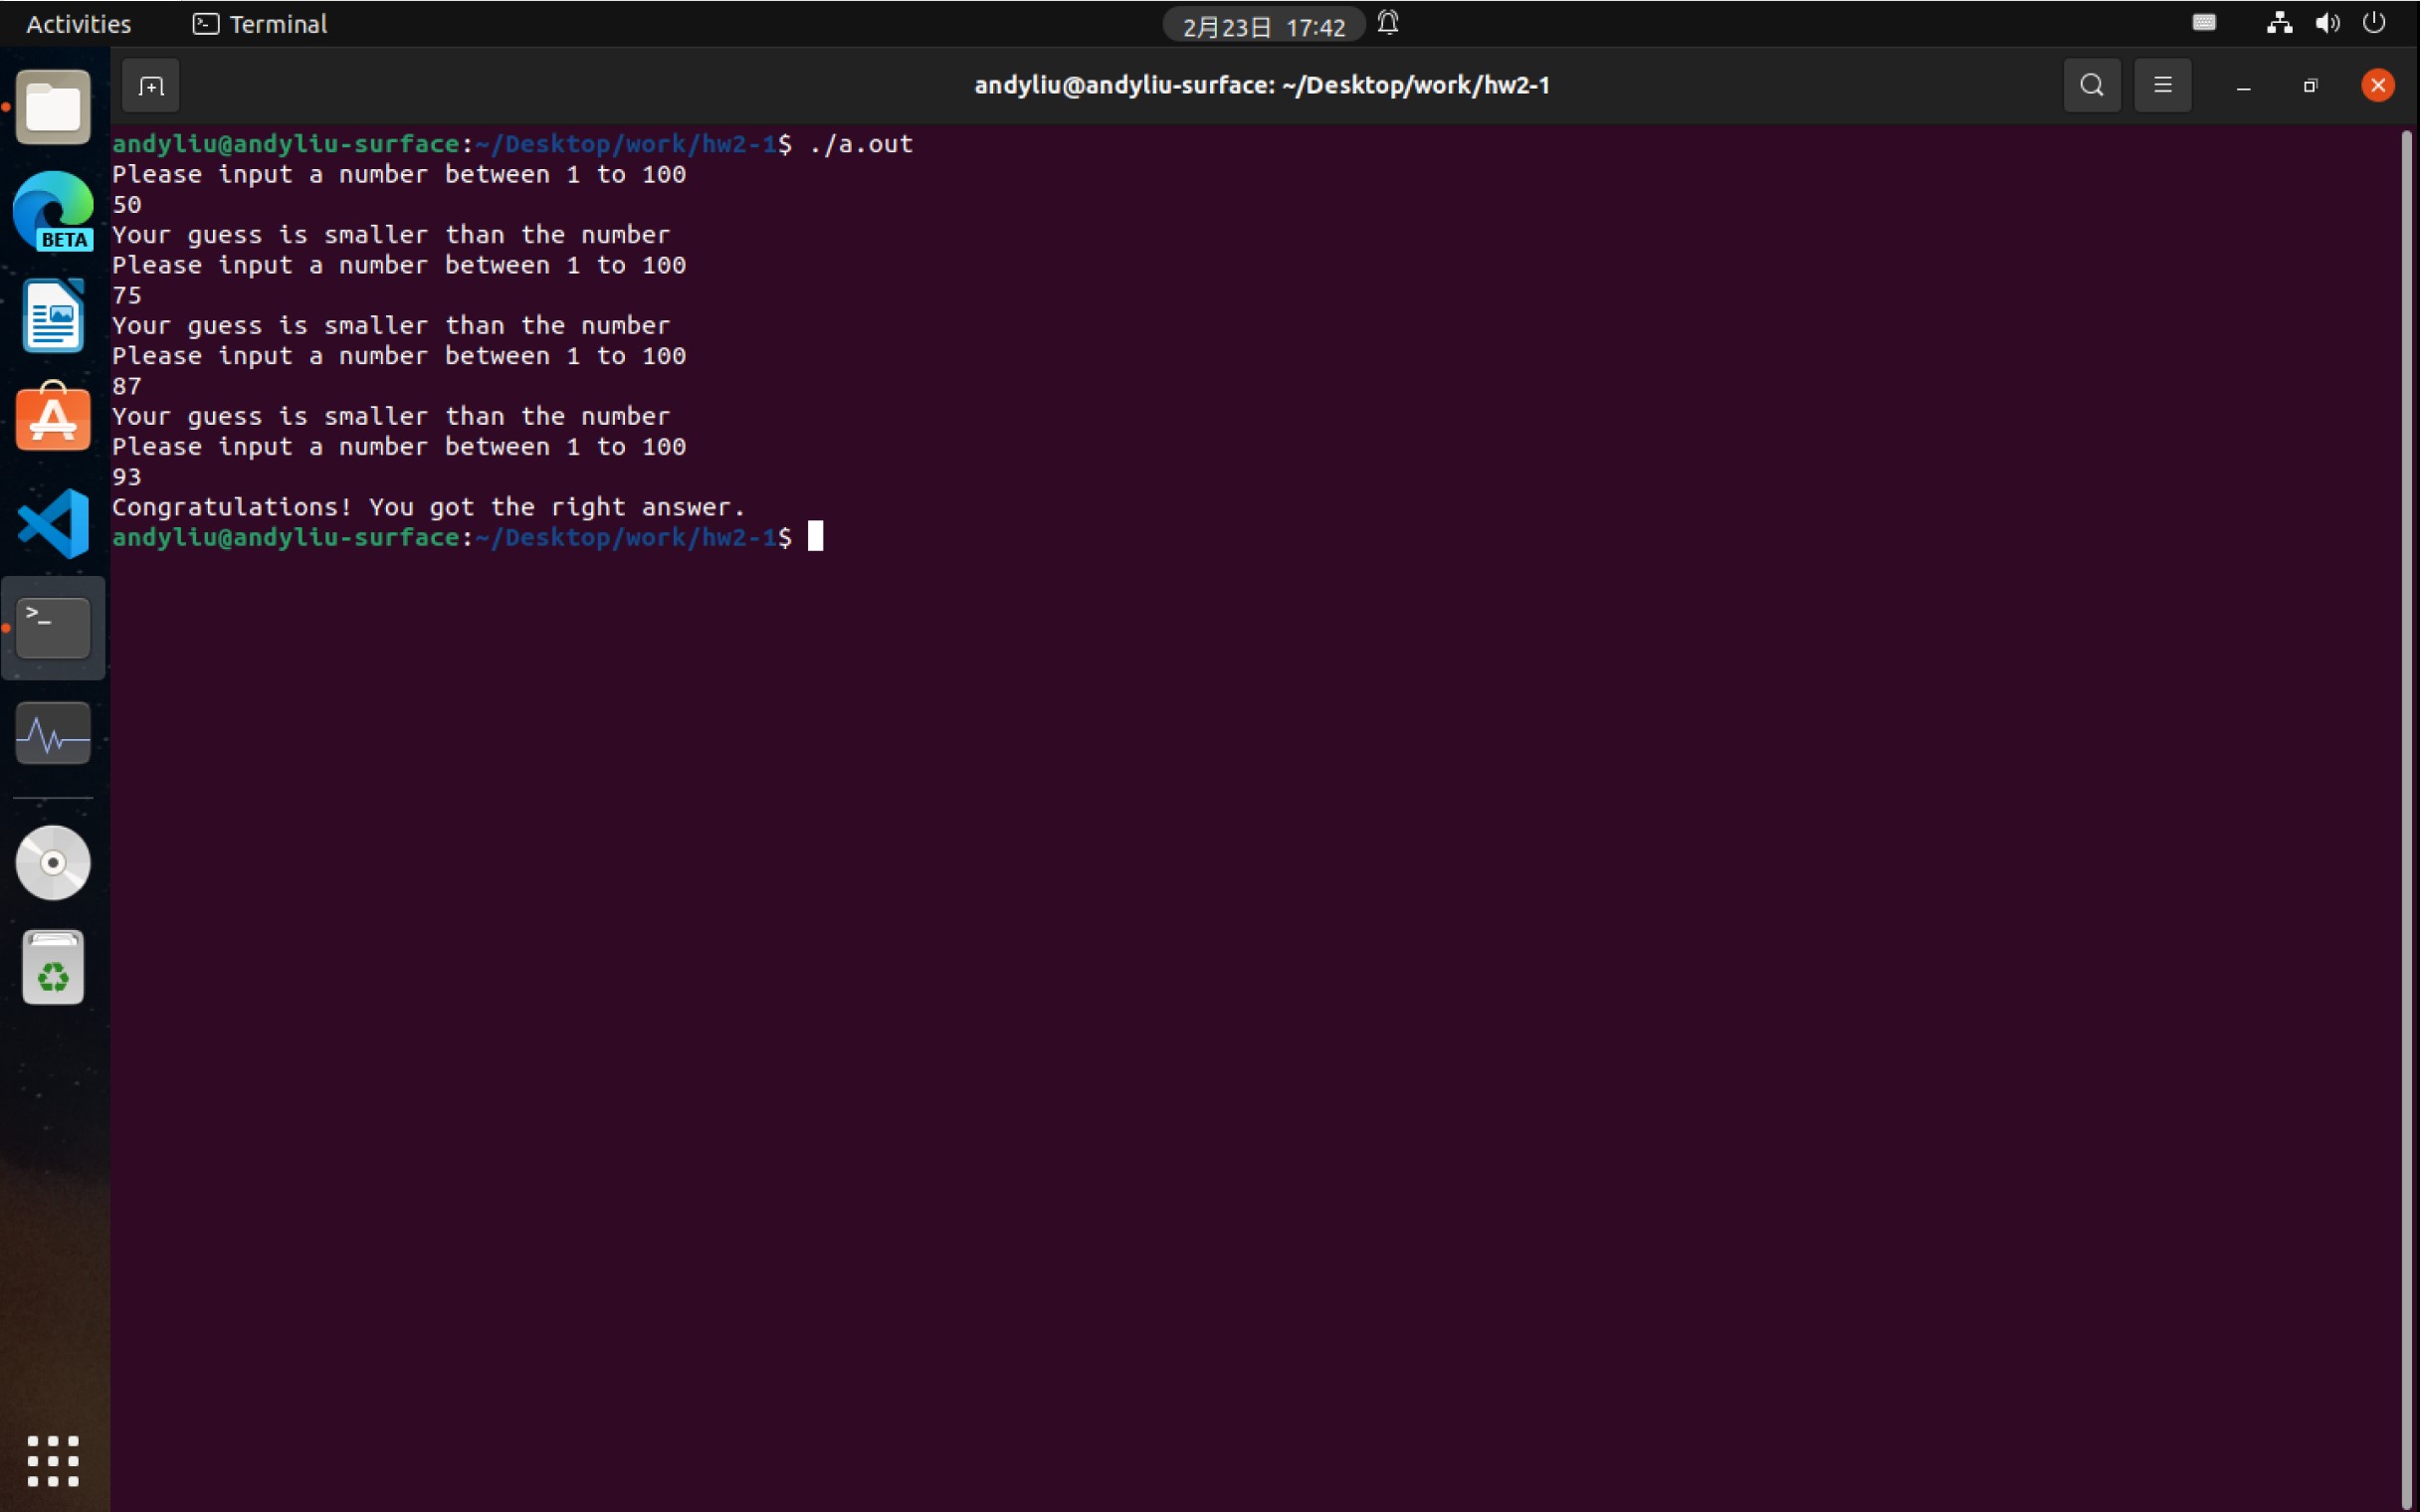 Activities Terminal 2月23日 17:42
andyliu@andyliu-surface: ~/Desktop/work/hw2-1
andyliu@andyliu-surface:~/Desktop/work/hw2-1$ ./a.out
Please input a number between 1 to 100
50
Your guess is smaller than the number
Please input a number between 1 to 100
75
Your guess is smaller than the number
Please input a number between 1 to 100
87
Your guess is smaller than the number
Please input a number between 1 to 100
93
Congratulations! You got the right answer.
andyliu@andyliu-surface:~/Desktop/work/hw2-1$
BETA
>_